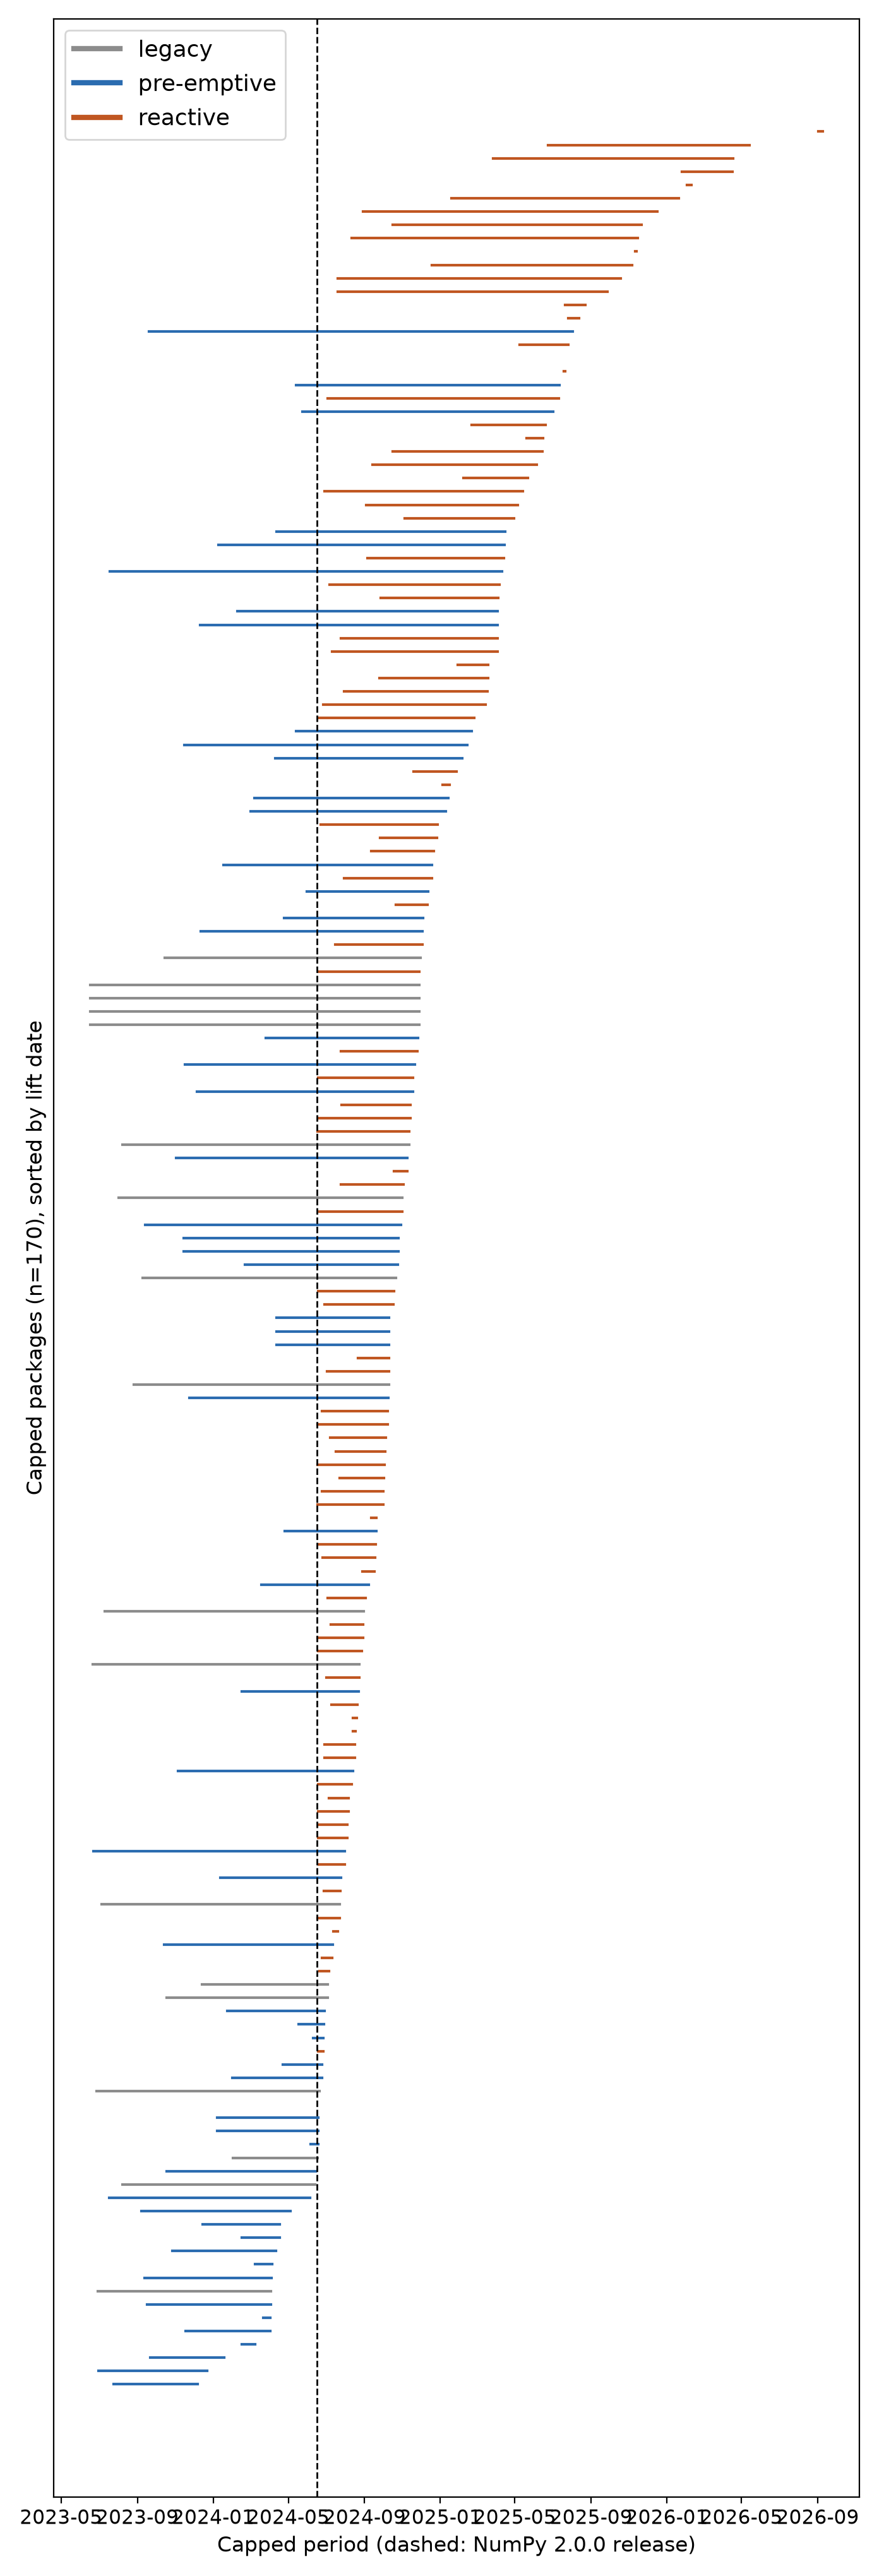 legacy
pre-emptive
reactive
Capped packages (n=170), sorted by lift date
2023-05 2023-09 2024-01 2024-05 2024-09 2025-01 2025-05 2025-09 2026-01 2026-05 2026-09
Capped period (dashed: NumPy 2.0.0 release)